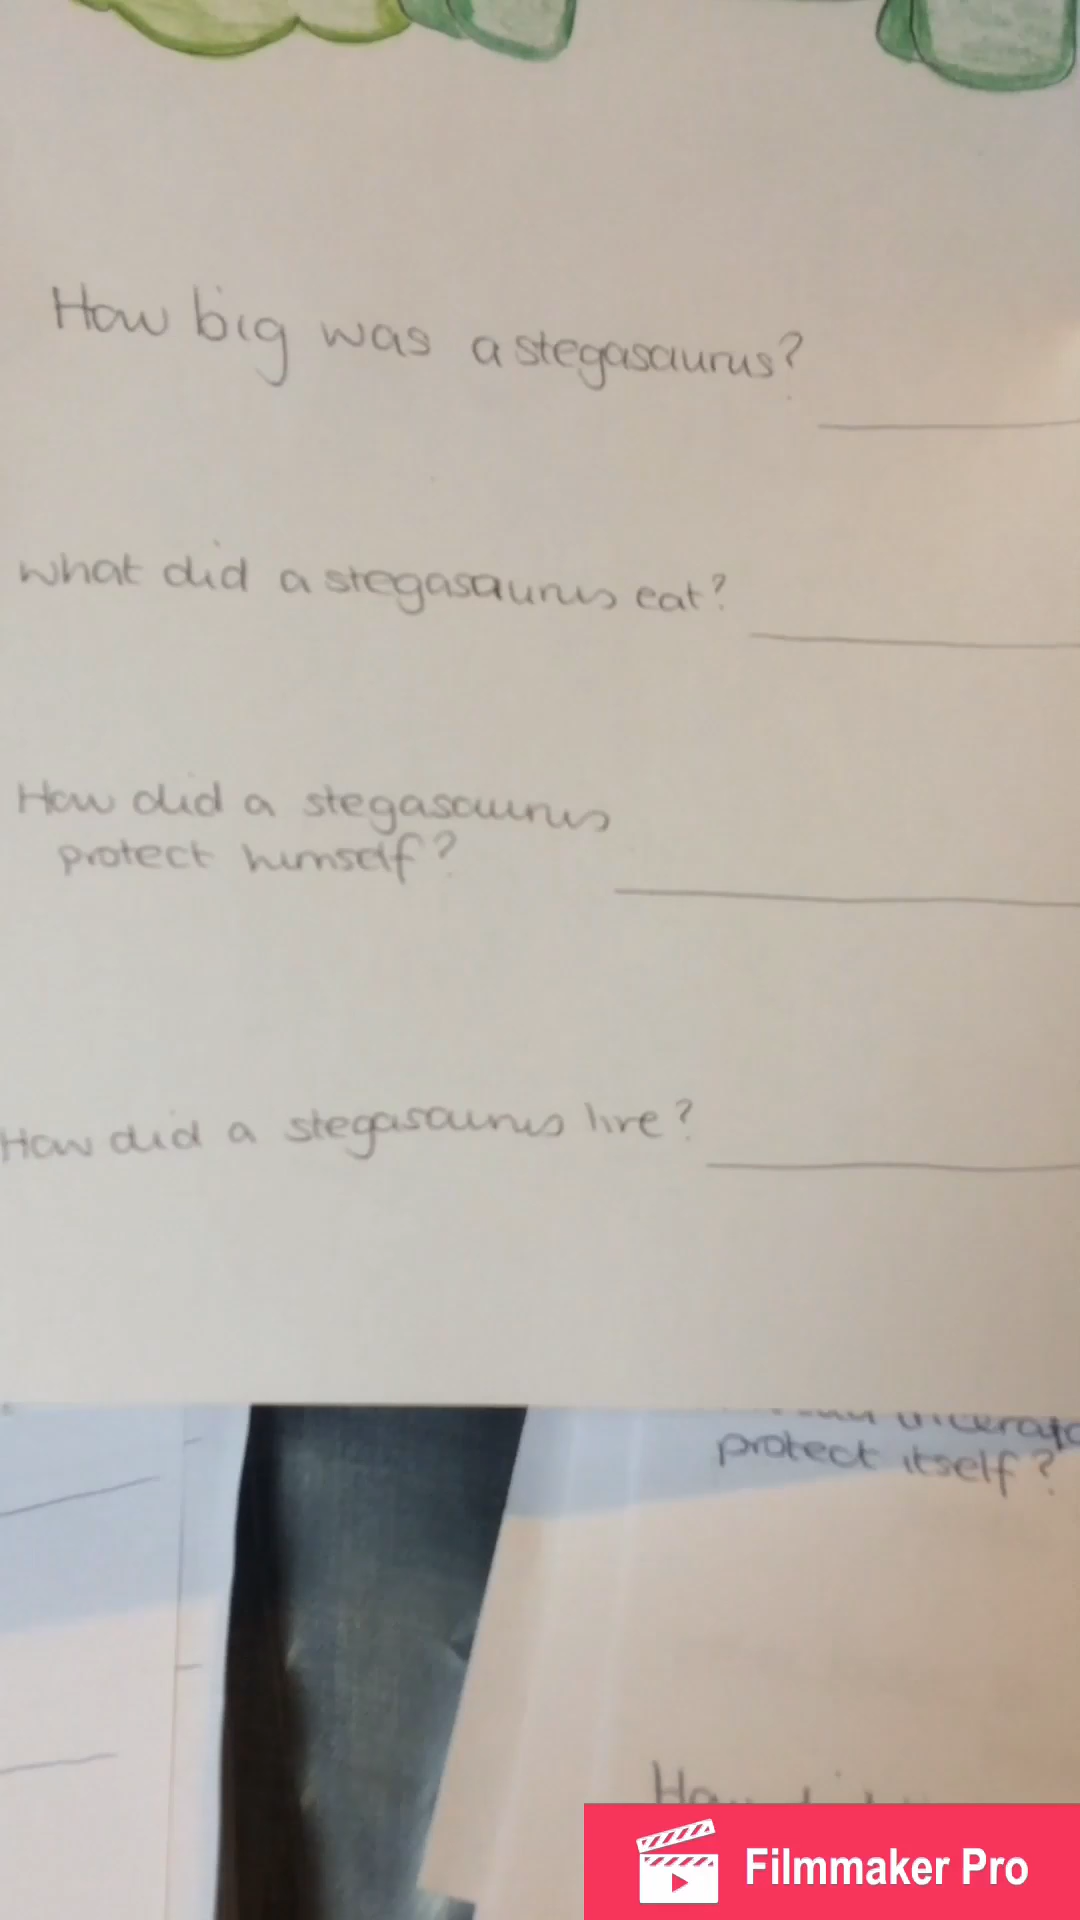 How big was a stegasaurus?
what did a stegasaurus eat?
How did a stegasaurus
protect himself?
How did a stegasaurus live?
protect itself?
Filmmaker Pro